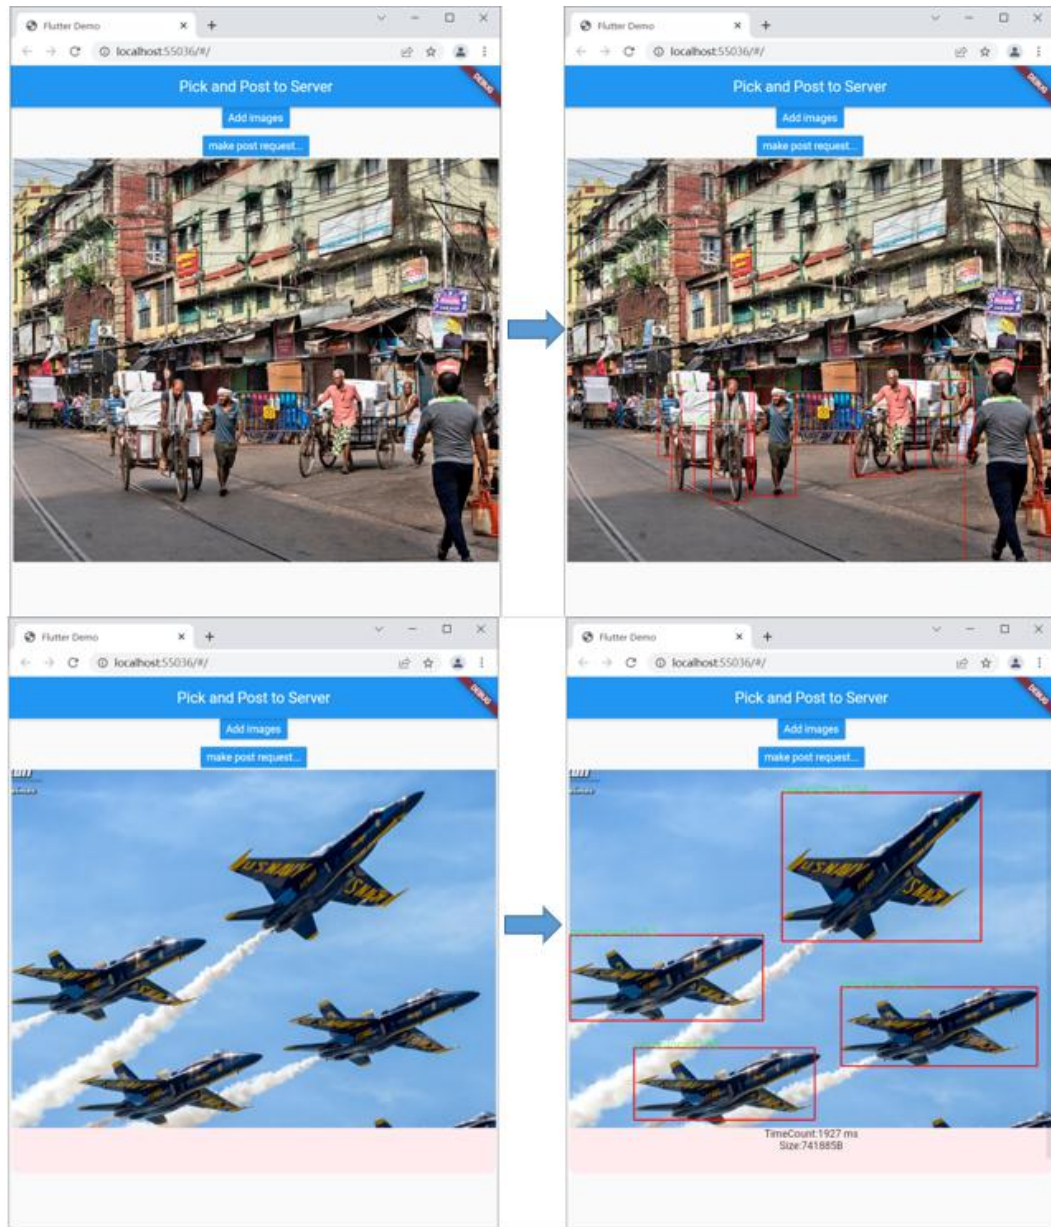 Flutter Demo
localhost:55036/#/
DEBUG
Pick and Post to Server
Add images
make post request...
Flutter Demo
localhost:55036/#/
DEBUG
Pick and Post to Server
Add images
make post request...
Flutter Demo
localhost:55036/#/
DEBUG
Pick and Post to Server
Add images
make post request...
U.S.NAVY
Flutter Demo
localhost:55036/#/
DEBUG
Pick and Post to Server
Add images
make post request...
U.S.NAVY
TimeCount:1927 ms
Size:741885B